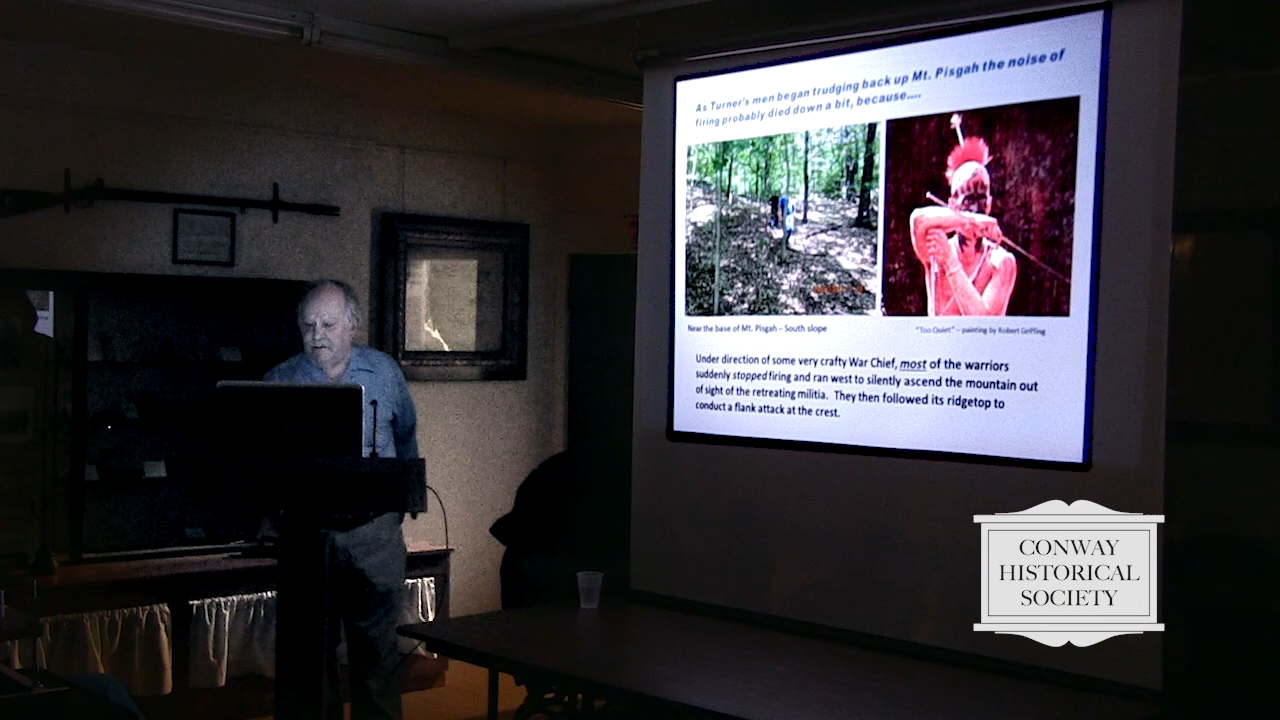 As Turner's men began trudging back up Mt. Pisgah the noise of
firing probably died down a bit, because....
Near the base of Mt. Pisgah – South slope
"Too Quiet" – painting by Robert Griffing
Under direction of some very crafty War Chief, most of the warriors
suddenly stopped firing and ran west to silently ascend the mountain out
of sight of the retreating militia. They then followed its ridgetop to
conduct a flank attack at the crest.
CONWAY
HISTORICAL
SOCIETY